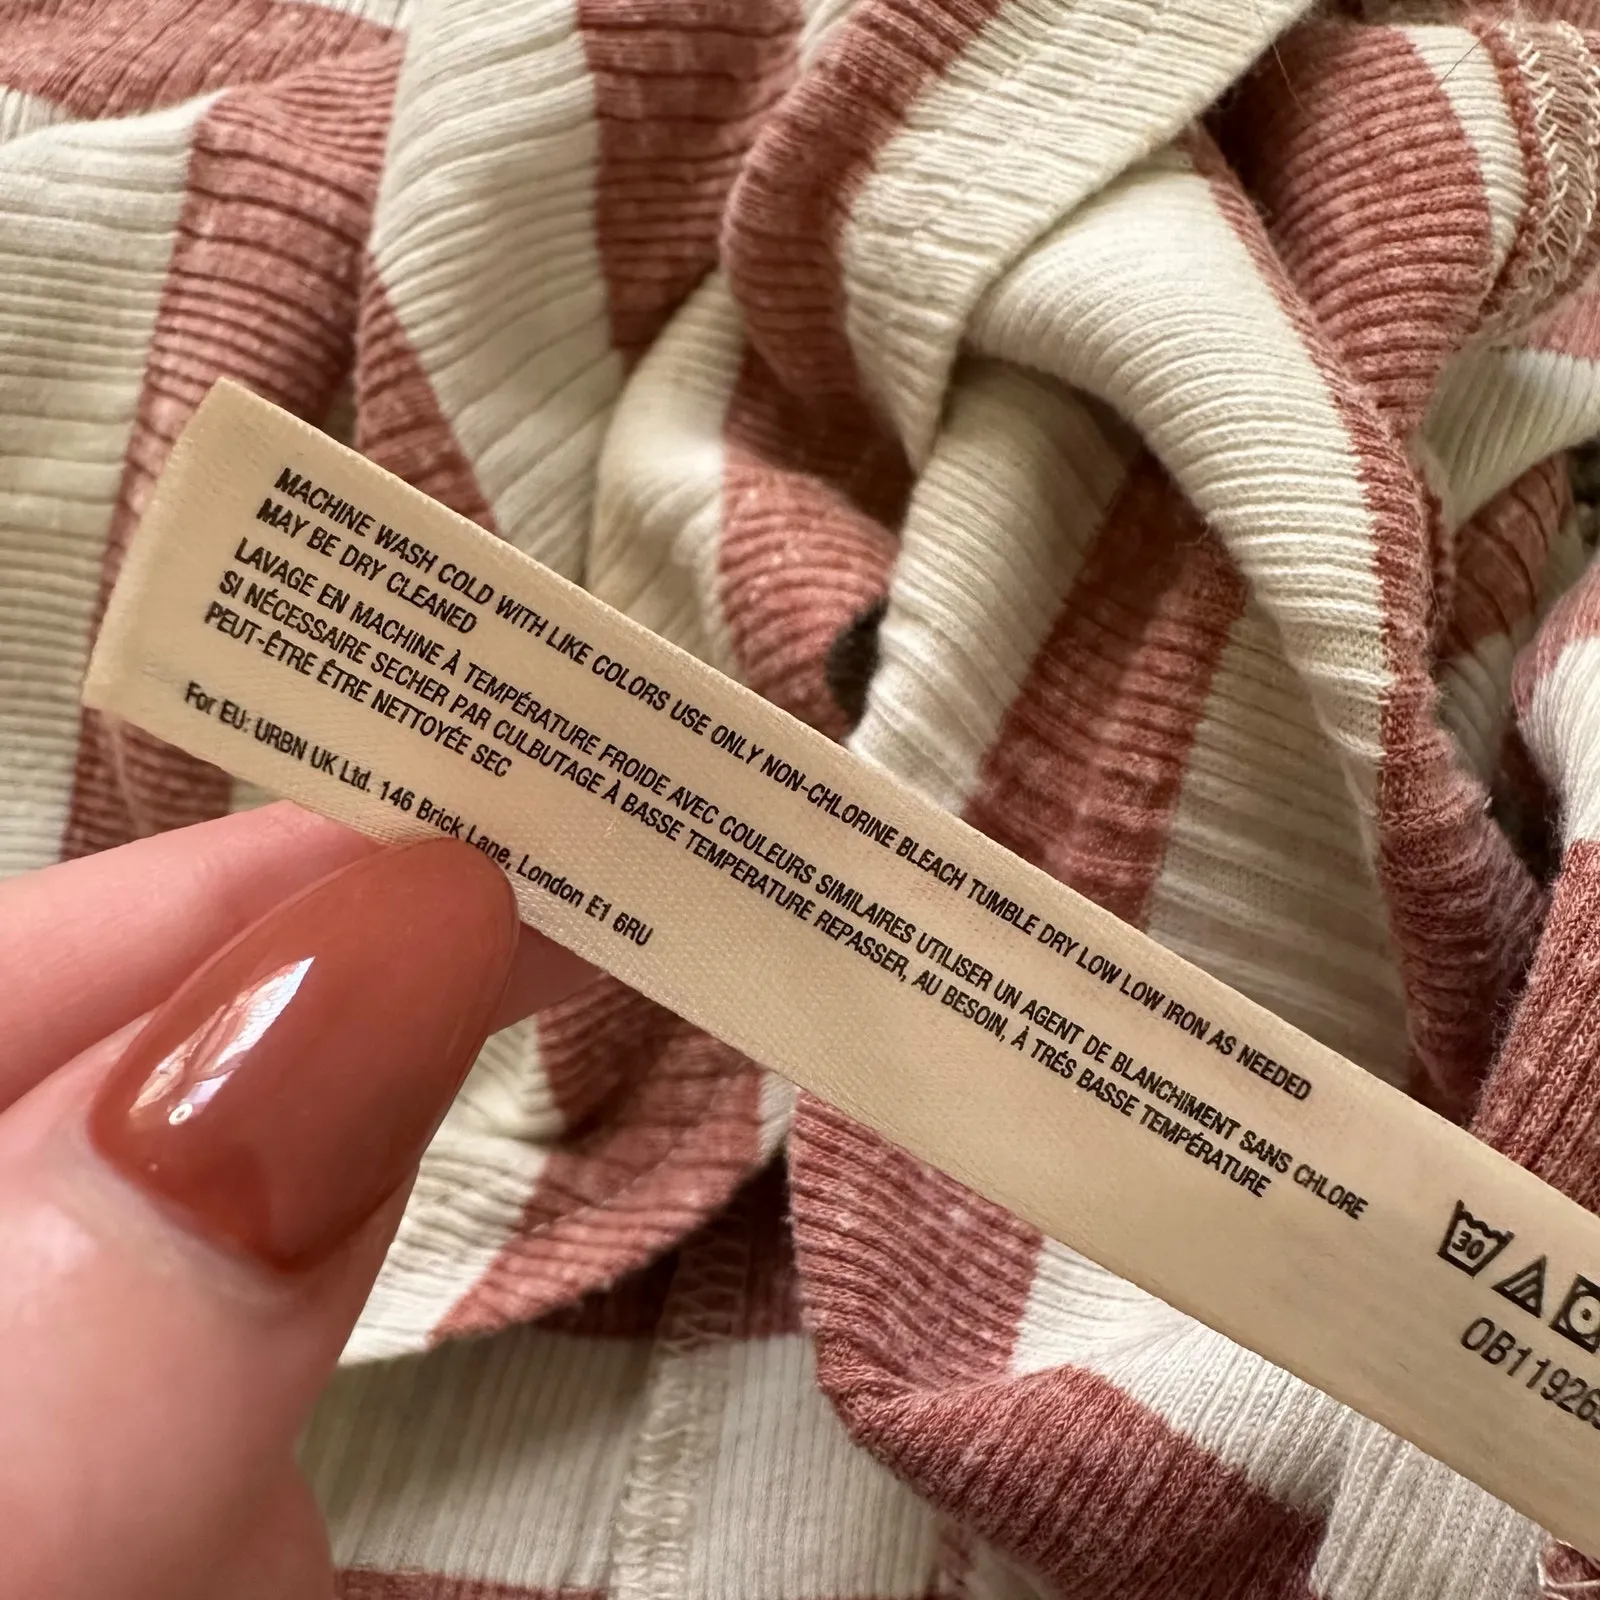 MACHINE WASH COLD WITH LIKE COLORS USE ONLY NON-CHLORINE BLEACH TUMBLE DRY LOW LOW IRON AS NEEDED
MAY BE DRY CLEANED
LAVAGE EN MACHINE À TEMPÉRATURE FROIDE AVEC COULEURS SIMILAIRES UTILISER UN AGENT DE BLANCHIMENT SANS CHLORE
SI NÉCESSAIRE SECHER PAR CULBUTAGE À BASSE TEMPERATURE REPASSER, AU BESOIN, À TRÉS BASSE TEMPÉRATURE
PEUT-ÊTRE ÊTRE NETTOYÉE SEC
For EU: URBN UK Ltd. 146 Brick Lane, London E1 6RU
30